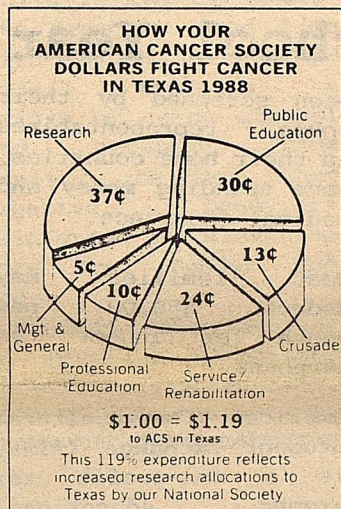 HOW YOUR
AMERICAN CANCER SOCIETY
DOLLARS FIGHT CANCER
IN TEXAS 1988
Public
Education
Research
37¢
30¢
5¢
13¢
10¢
24¢
Mgt. &
General
Crusade
Professional
Education
Service/
Rehabilitation
$1.00 = $1.19
to ACS in Texas
This 119% expenditure reflects
increased research allocations to
Texas by our National Society